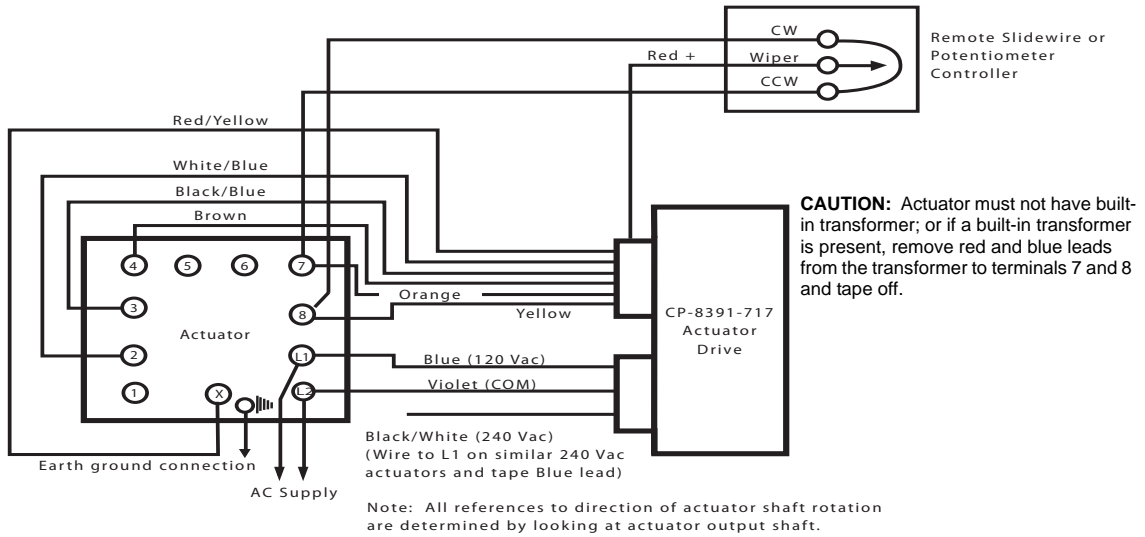 CW
Remote Slidewire or
Potentiometer
Controller
Red +
Wiper
CCW
Red/Yellow
White/Blue
Black/Blue
Brown
CAUTION: Actuator must not have built-
in transformer; or if a built-in transformer
is present, remove red and blue leads
from the transformer to terminals 7 and 8
and tape off.
4
5
6
7
3
8
Actuator
Orange
Yellow
CP-8391-717
Actuator
Drive
2
L1
Blue (120 Vac)
1
X
L2
Violet (COM)
Black/White (240 Vac)
(Wire to L1 on similar 240 Vac
actuators and tape Blue lead)
Earth ground connection
AC Supply
Note: All references to direction of actuator shaft rotation
are determined by looking at actuator output shaft.